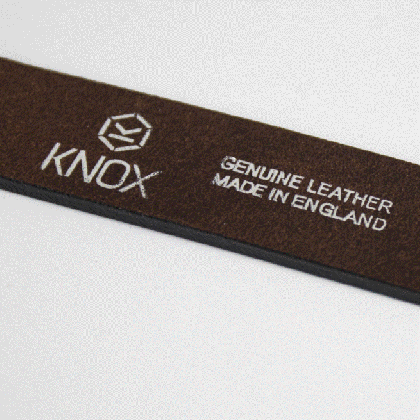 K
KNOX
GENUINE LEATHER
MADE IN ENGLAND